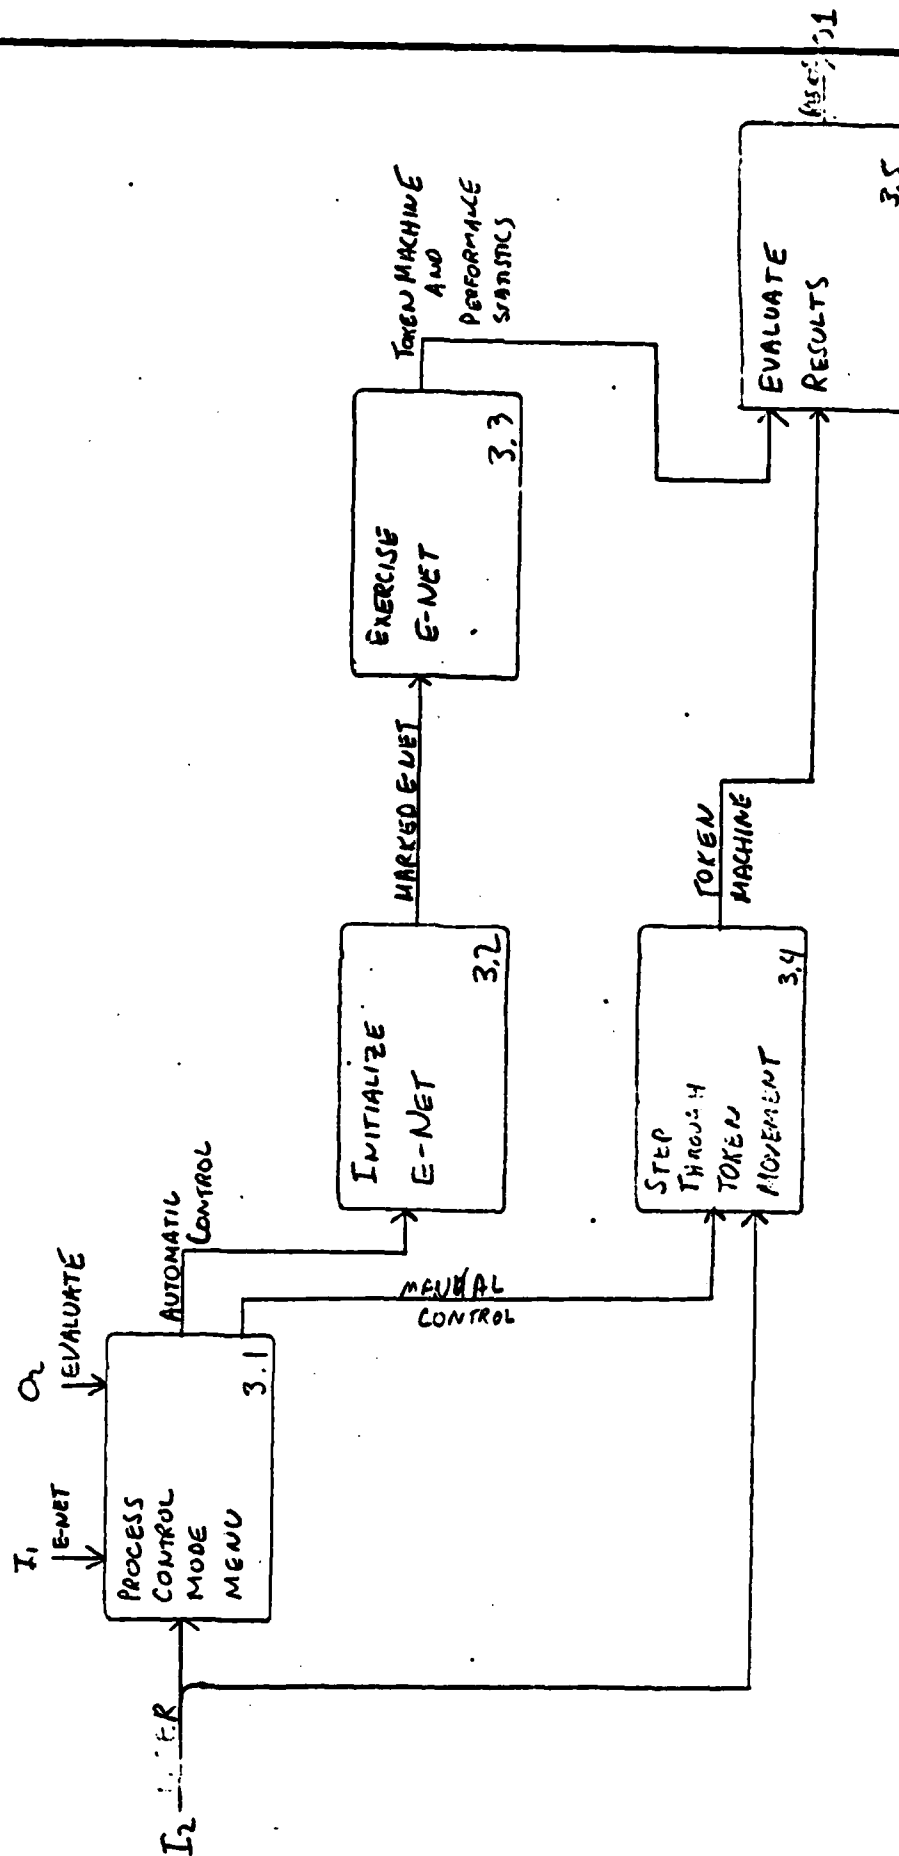 I1
E-NET
O2
EVALUATE
PROCESS
CONTROL
MODE
MENU
3.1
I2
AUTOMATIC
CONTROL
MANUAL
CONTROL
INITIALIZE
E-NET
3.2
MARKED E-NET
EXERCISE
E-NET
3.3
TOKEN MACHINE
AND
PERFORMANCE
STATISTICS
STEP
THROUGH
TOKEN
MOVEMENT
3.4
TOKEN
MACHINE
EVALUATE
RESULTS
3.5